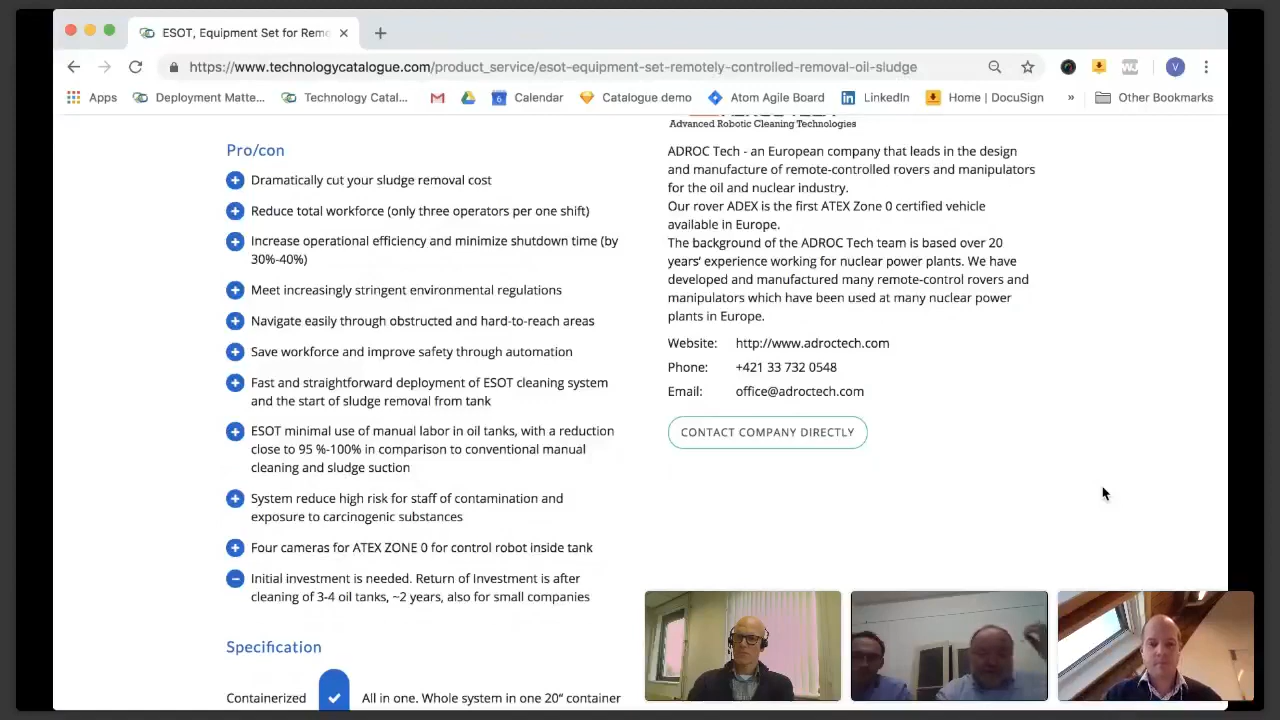 ESOT, Equipment Set for Remo
https://www.technologycatalogue.com/product_service/esot-equipment-set-remotely-controlled-removal-oil-sludge
V
Apps
Deployment Matte...
Technology Catal...
6
Calendar
Catalogue demo
Atom Agile Board
LinkedIn
Home | DocuSign
»
Other Bookmarks
Advanced Robotic Cleaning Technologies
Pro/con
Dramatically cut your sludge removal cost
Reduce total workforce (only three operators per one shift)
Increase operational efficiency and minimize shutdown time (by
30%-40%)
Meet increasingly stringent environmental regulations
Navigate easily through obstructed and hard-to-reach areas
Save workforce and improve safety through automation
Fast and straightforward deployment of ESOT cleaning system
and the start of sludge removal from tank
ESOT minimal use of manual labor in oil tanks, with a reduction
close to 95 %-100% in comparison to conventional manual
cleaning and sludge suction
System reduce high risk for staff of contamination and
exposure to carcinogenic substances
Four cameras for ATEX ZONE 0 for control robot inside tank
Initial investment is needed. Return of Investment is after
cleaning of 3-4 oil tanks, ~2 years, also for small companies
Specification
Containerized
All in one. Whole system in one 20“ container
ADROC Tech - an European company that leads in the design
and manufacture of remote-controlled rovers and manipulators
for the oil and nuclear industry.
Our rover ADEX is the first ATEX Zone 0 certified vehicle
available in Europe.
The background of the ADROC Tech team is based over 20
years‘ experience working for nuclear power plants. We have
developed and manufactured many remote-control rovers and
manipulators which have been used at many nuclear power
plants in Europe.
Website: http://www.adroctech.com
Phone: +421 33 732 0548
Email: office@adroctech.com
CONTACT COMPANY DIRECTLY